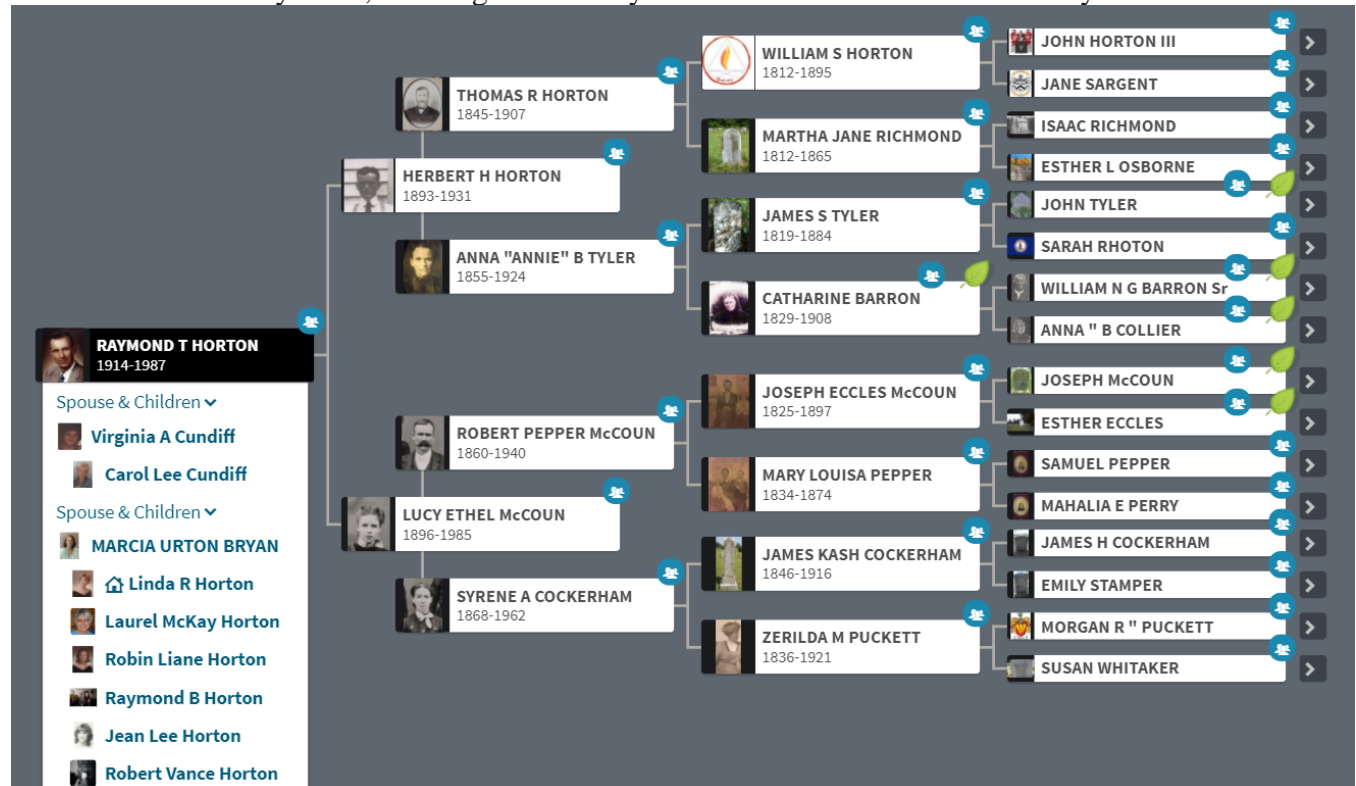 WILLIAM S HORTON
1812-1895
JOHN HORTON III
JANE SARGENT
THOMAS R HORTON
1845-1907
MARTHA JANE RICHMOND
1812-1865
ISAAC RICHMOND
ESTHER L OSBORNE
HERBERT H HORTON
1893-1931
JAMES S TYLER
1819-1884
JOHN TYLER
SARAH RHOTON
ANNA "ANNIE" B TYLER
1855-1924
CATHARINE BARRON
1829-1908
WILLIAM N G BARRON Sr
ANNA " B COLLIER
RAYMOND T HORTON
1914-1987
Spouse & Children
Virginia A Cundiff
Carol Lee Cundiff
Spouse & Children
MARCIA URTON BRYAN
Linda R Horton
Laurel McKay Horton
Robin Liane Horton
Raymond B Horton
Jean Lee Horton
Robert Vance Horton
JOSEPH ECCLES McCOUN
1825-1897
JOSEPH McCOUN
ESTHER ECCLES
ROBERT PEPPER McCOUN
1860-1940
MARY LOUISA PEPPER
1834-1874
SAMUEL PEPPER
MAHALIA E PERRY
LUCY ETHEL McCOUN
1896-1985
JAMES KASH COCKERHAM
1846-1916
JAMES H COCKERHAM
EMILY STAMPER
SYRENE A COCKERHAM
1868-1962
ZERILDA M PUCKETT
1836-1921
MORGAN R " PUCKETT
SUSAN WHITAKER